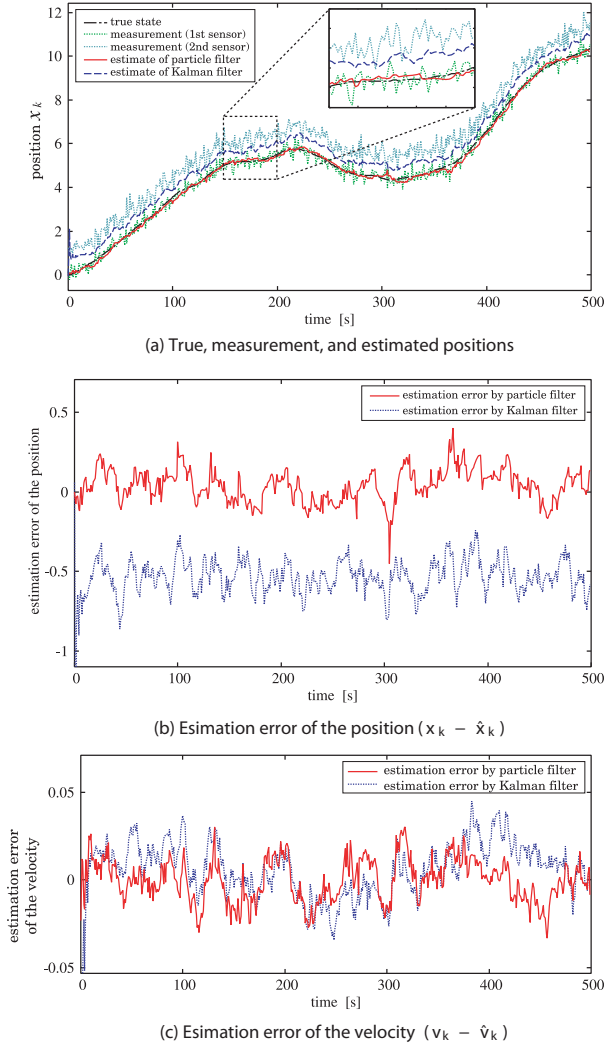 12
10
8
6
4
2
0
position x k
true state
measurement (1st sensor)
measurement (2nd sensor)
estimate of particle filter
estimate of Kalman filter
0 100 200 300 400 500
time [s]
(a) True, measurement, and estimated positions
0.5
0
-0.5
-1
estimation error of the position
estimation error by particle filter
estimation error by Kalman filter
0 100 200 300 400 500
time [s]
(b) Esimation error of the position ( x k − x̂ k )
0.05
0
-0.05
estimation error
of the velocity
estimation error by particle filter
estimation error by Kalman filter
0 100 200 300 400 500
time [s]
(c) Esimation error of the velocity ( v k − v̂ k )